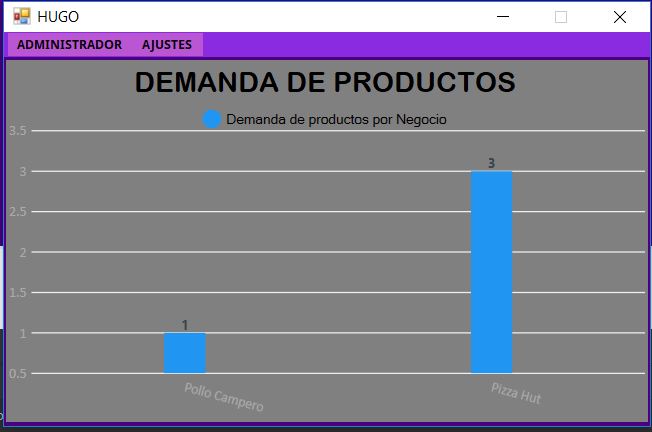 HUGO
ADMINISTRADOR AJUSTES
DEMANDA DE PRODUCTOS
Demanda de productos por Negocio
3.5
3
3
2.5
2
1.5
1
1
0.5
Pollo Campero Pizza Hut